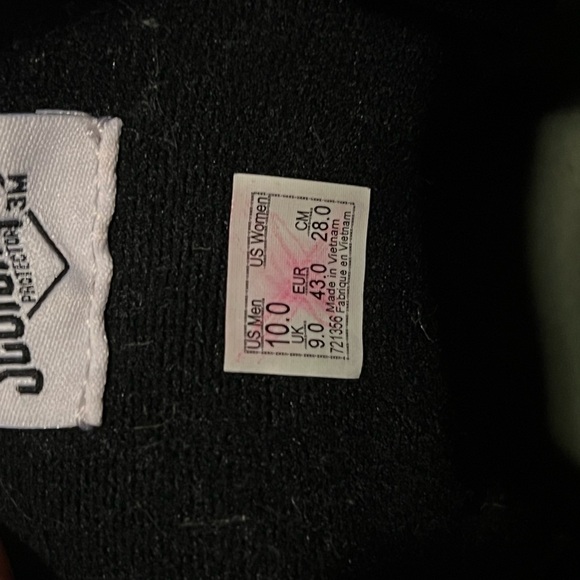 US Men US Women
10.0
UK EUR CM
9.0 43.0 28.0
721356 Made in Vietnam
Fabriqué en Vietnam
PROTECTOR
3M